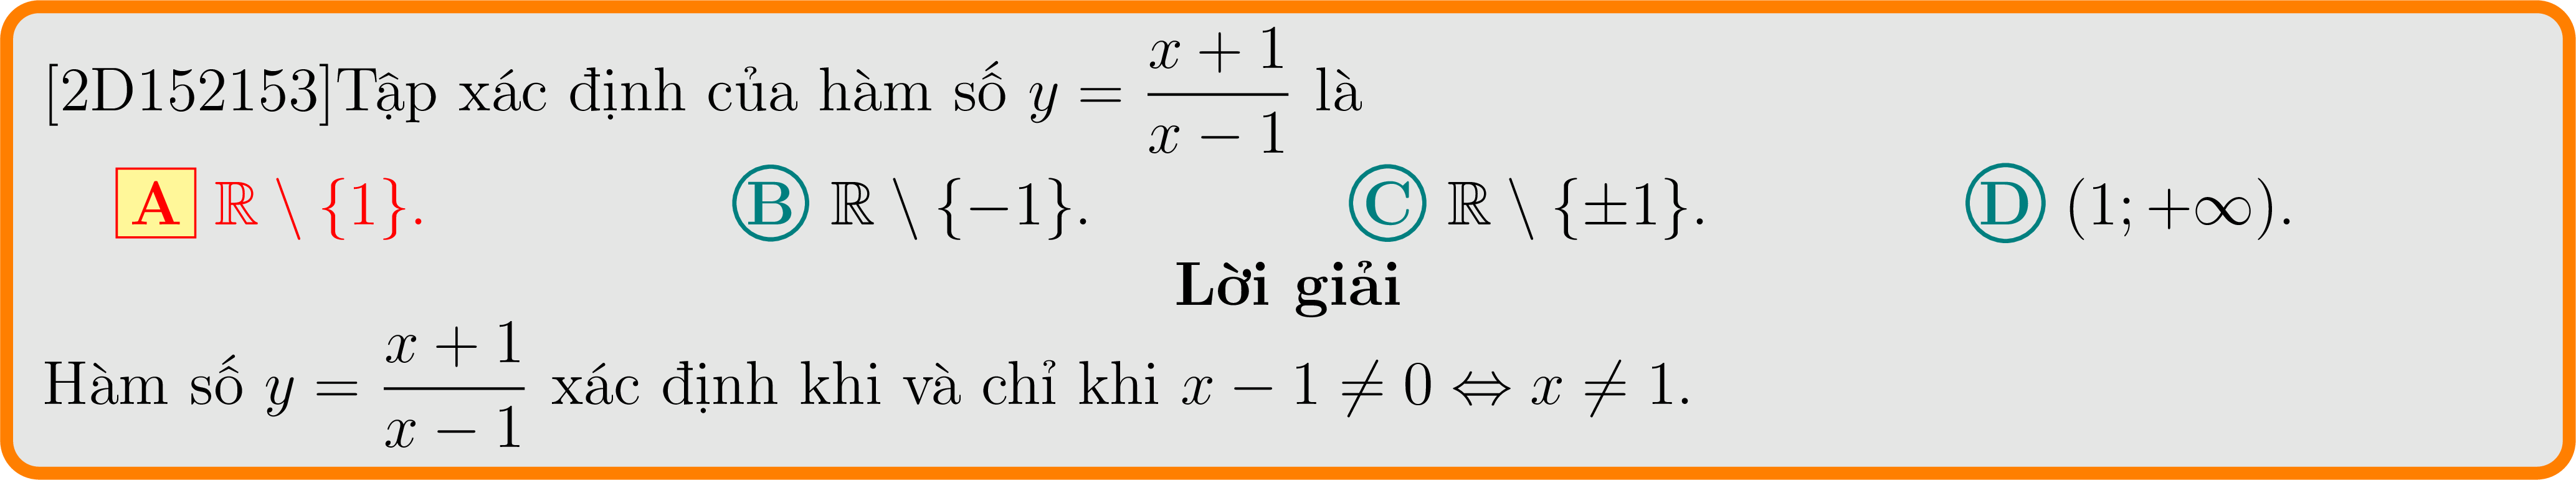 [2D152153]Tập xác định của hàm số $y = \dfrac{x+1}{x-1}$ là
A $\mathbb{R} \setminus \{1\}$. B $\mathbb{R} \setminus \{-1\}$. C $\mathbb{R} \setminus \{\pm 1\}$. D $(1; +\infty)$.
Lời giải
Hàm số $y = \dfrac{x+1}{x-1}$ xác định khi và chỉ khi $x - 1 \neq 0 \Leftrightarrow x \neq 1$.